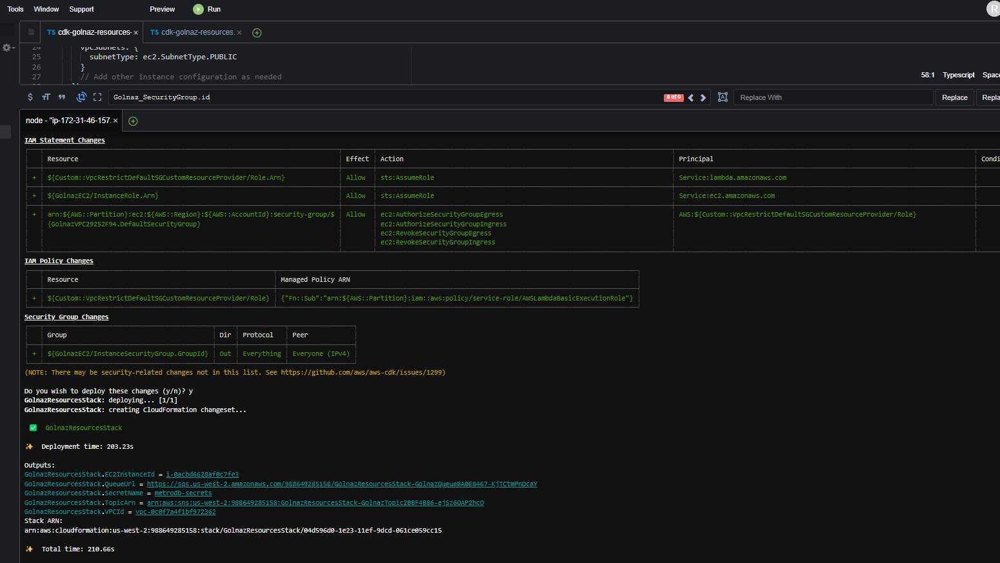 Tools Window Support Preview Run
R
TS cdk-golnaz-resources- × TS cdk-golnaz-resources. ×
24 vpcSubnets: {
25 subnetType: ec2.SubnetType.PUBLIC
26 }
27 // Add other instance configuration as needed
58:1 Typescript Space
Golnaz_SecurityGroup.id 0 of 0 Replace With Replace Repla
node - "ip-172-31-46-157. ×
IAM Statement Changes
Resource Effect Action Principal Condi
+ ${Custom::VpcRestrictDefaultSGCustomResourceProvider/Role.Arn} Allow sts:AssumeRole Service:lambda.amazonaws.com
+ ${GolnazEC2/InstanceRole.Arn} Allow sts:AssumeRole Service:ec2.amazonaws.com
+ arn:${AWS::Partition}:ec2:${AWS::Region}:${AWS::AccountId}:security-group/$ Allow ec2:AuthorizeSecurityGroupEgress AWS:${Custom::VpcRestrictDefaultSGCustomResourceProvider/Role}
{GolnazVPC29252F94.DefaultSecurityGroup} ec2:AuthorizeSecurityGroupIngress
ec2:RevokeSecurityGroupEgress
ec2:RevokeSecurityGroupIngress
IAM Policy Changes
Resource Managed Policy ARN
+ ${Custom::VpcRestrictDefaultSGCustomResourceProvider/Role} {"Fn::Sub":"arn:${AWS::Partition}:iam::aws:policy/service-role/AWSLambdaBasicExecutionRole"}
Security Group Changes
Group Dir Protocol Peer
+ ${GolnazEC2/InstanceSecurityGroup.GroupId} Out Everything Everyone (IPv4)
(NOTE: There may be security-related changes not in this list. See https://github.com/aws/aws-cdk/issues/1299)
Do you wish to deploy these changes (y/n)? y
GolnazResourcesStack: deploying... [1/1]
GolnazResourcesStack: creating CloudFormation changeset...
✅ GolnazResourcesStack
✨ Deployment time: 203.23s
Outputs:
GolnazResourcesStack.EC2InstanceId = i-0acbd6628af0c7fe3
GolnazResourcesStack.QueueUrl = https://sqs.us-west-2.amazonaws.com/988649285158/GolnazResourcesStack-GolnazQueueBA0E8467-KjTCtmPnDcaY
GolnazResourcesStack.SecretName = metrodb-secrets
GolnazResourcesStack.TopicArn = arn:aws:sns:us-west-2:988649285158:GolnazResourcesStack-GolnazTopic2BBF4B86-ejSz6OAP2hcO
GolnazResourcesStack.VPCId = vpc-0c0f7a4f1bf972362
Stack ARN:
arn:aws:cloudformation:us-west-2:988649285158:stack/GolnazResourcesStack/04d596d0-1e23-11ef-9dcd-061ce059cc15
✨ Total time: 210.66s